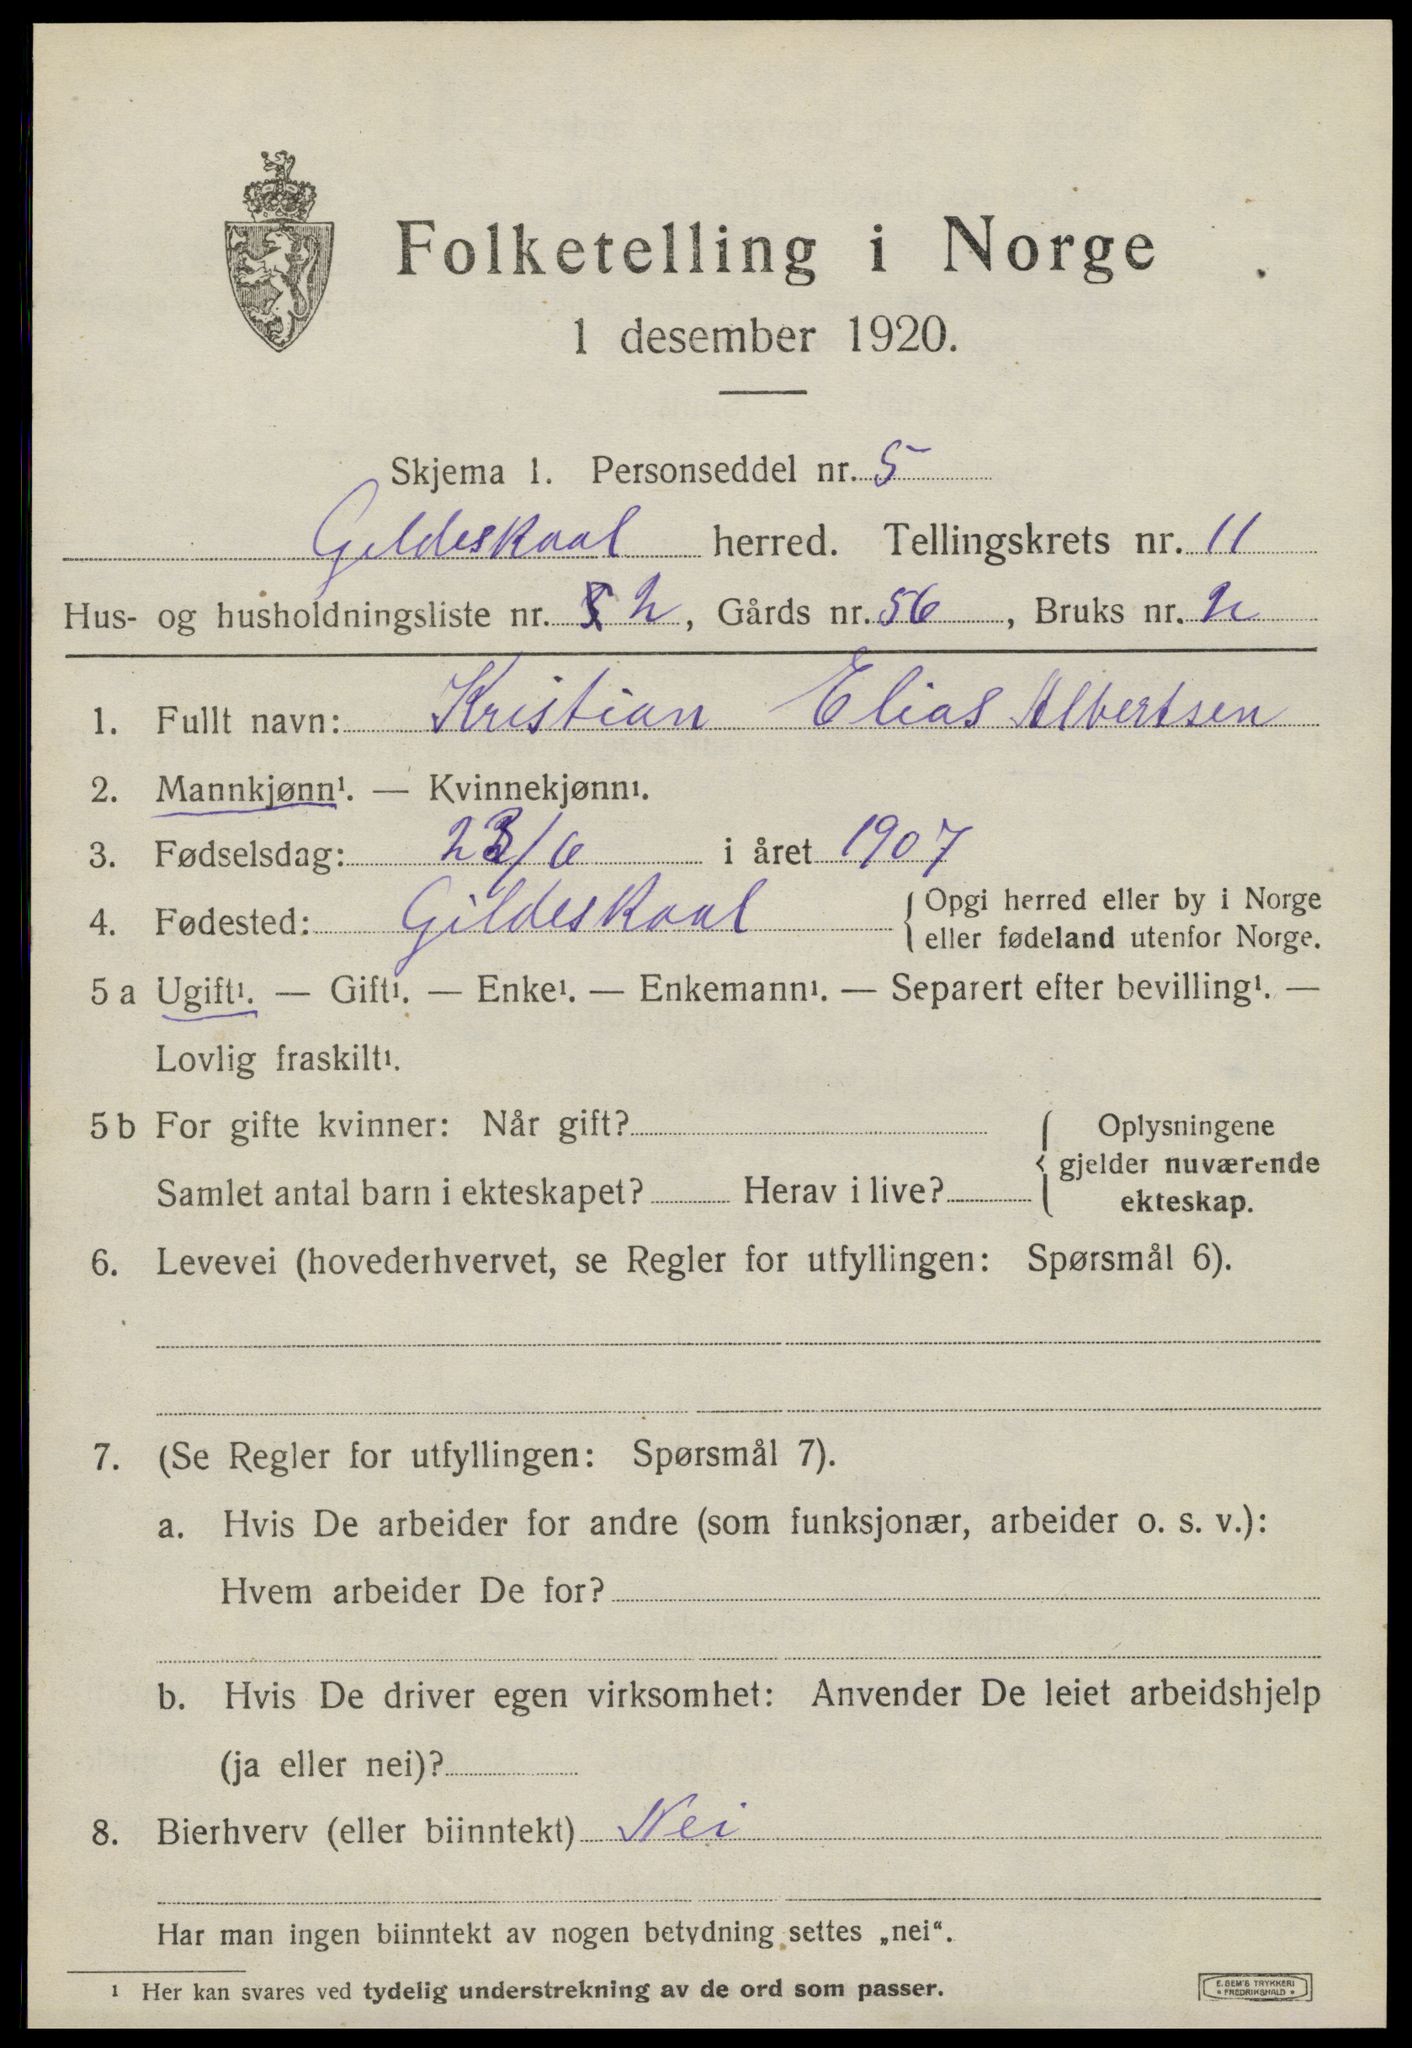 Folketelling i Norge
1 desember 1920.
Skjema 1. Personseddel nr. 5
Gildeskaal herred. Tellingskrets nr. 11
Hus- og husholdningsliste nr. 2, Gårds nr. 56, Bruks nr. 2
1. Fullt navn: Kristian Elias Albertsen
2. Mannkjønn¹. — Kvinnekjønn¹.
3. Fødselsdag: 23/6 i året 1907
4. Fødested: Gildeskaal { Opgi herred eller by i Norge
eller fødeland utenfor Norge.
5 a Ugift¹. — Gift¹. — Enke¹. — Enkemann¹. — Separert efter bevilling¹. —
Lovlig fraskilt¹.
5 b For gifte kvinner: Når gift?
Samlet antal barn i ekteskapet? Herav i live?
{ Oplysningene
gjelder nuværende
ekteskap.
6. Levevei (hovederhvervet, se Regler for utfyllingen: Spørsmål 6).
7. (Se Regler for utfyllingen: Spørsmål 7).
a. Hvis De arbeider for andre (som funksjonær, arbeider o. s. v.):
Hvem arbeider De for?
b. Hvis De driver egen virksomhet: Anvender De leiet arbeidshjelp
(ja eller nei)?
8. Bierhverv (eller biinntekt) Nei
Har man ingen biinntekt av nogen betydning settes „nei“.
¹ Her kan svares ved tydelig understrekning av de ord som passer.
E. SEM'S TRYKKERI
* FREDRIKSHALD *